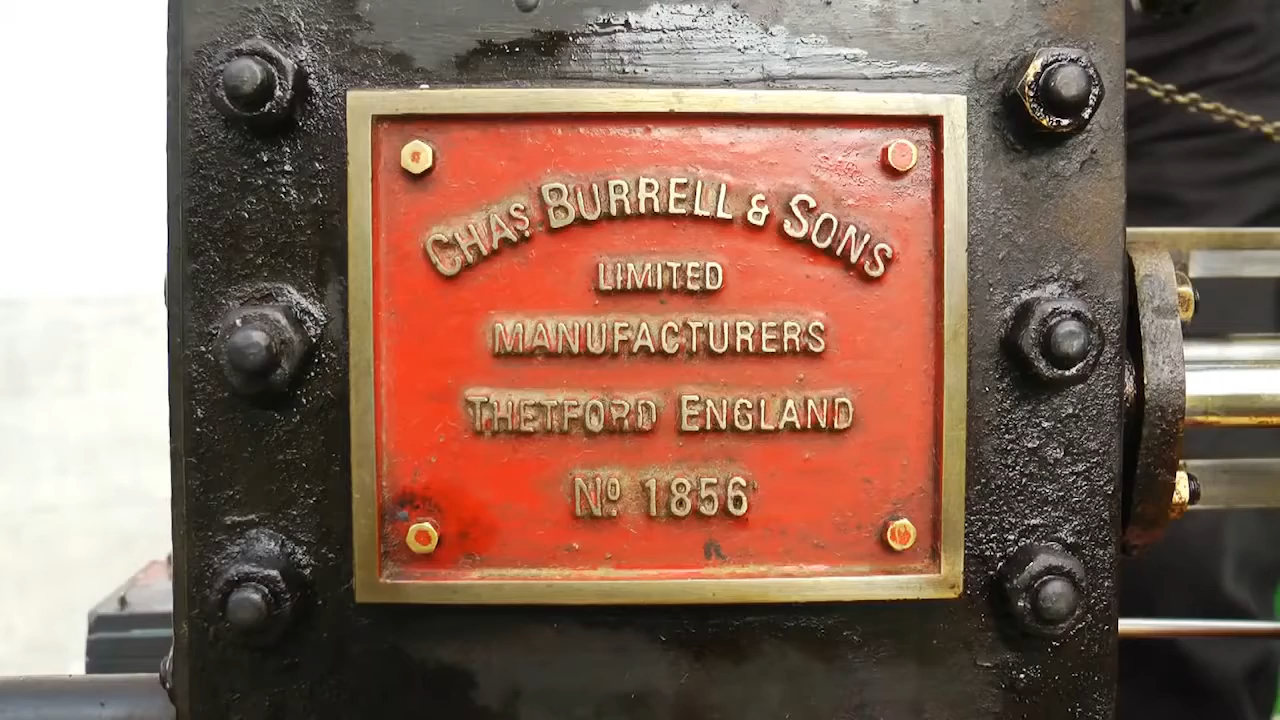 CHAS. BURRELL & SONS
LIMITED
MANUFACTURERS
THETFORD ENGLAND
Nº 1856